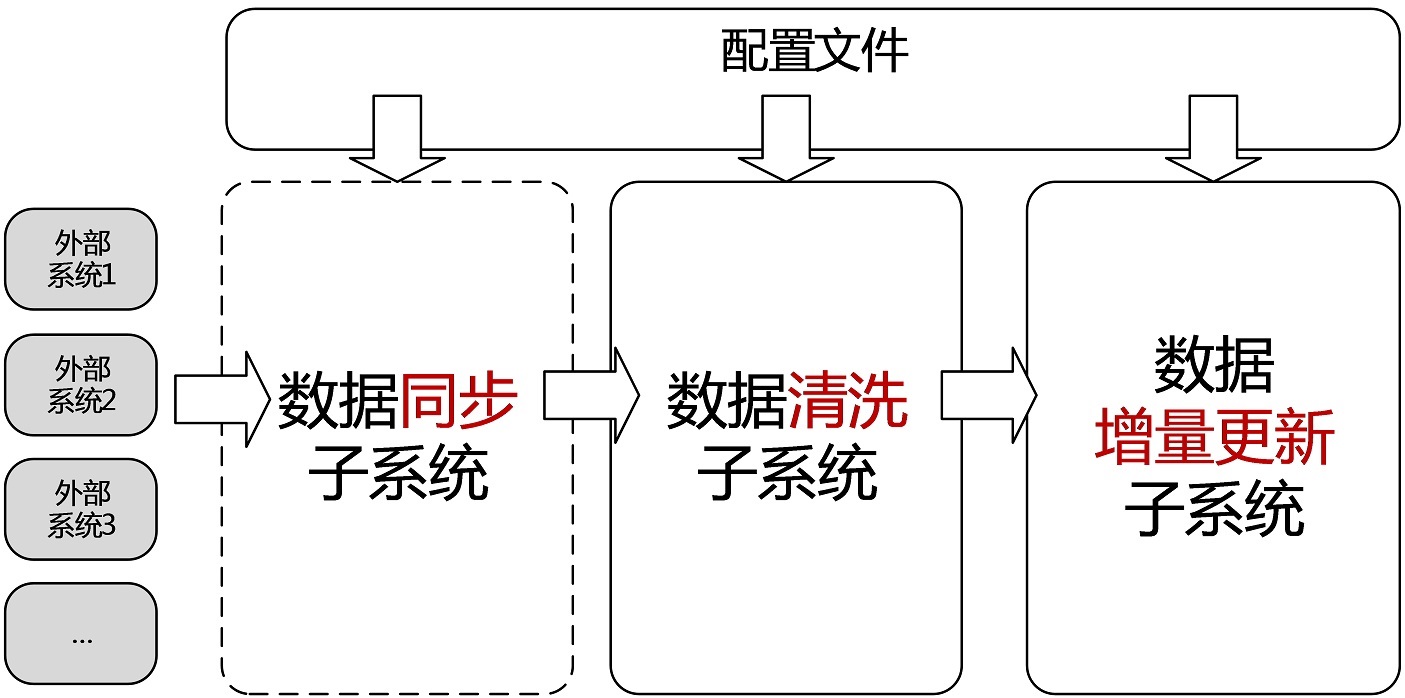 配置文件
外部
系统1
外部
系统2
外部
系统3
...
数据同步
子系统
数据清洗
子系统
数据
增量更新
子系统